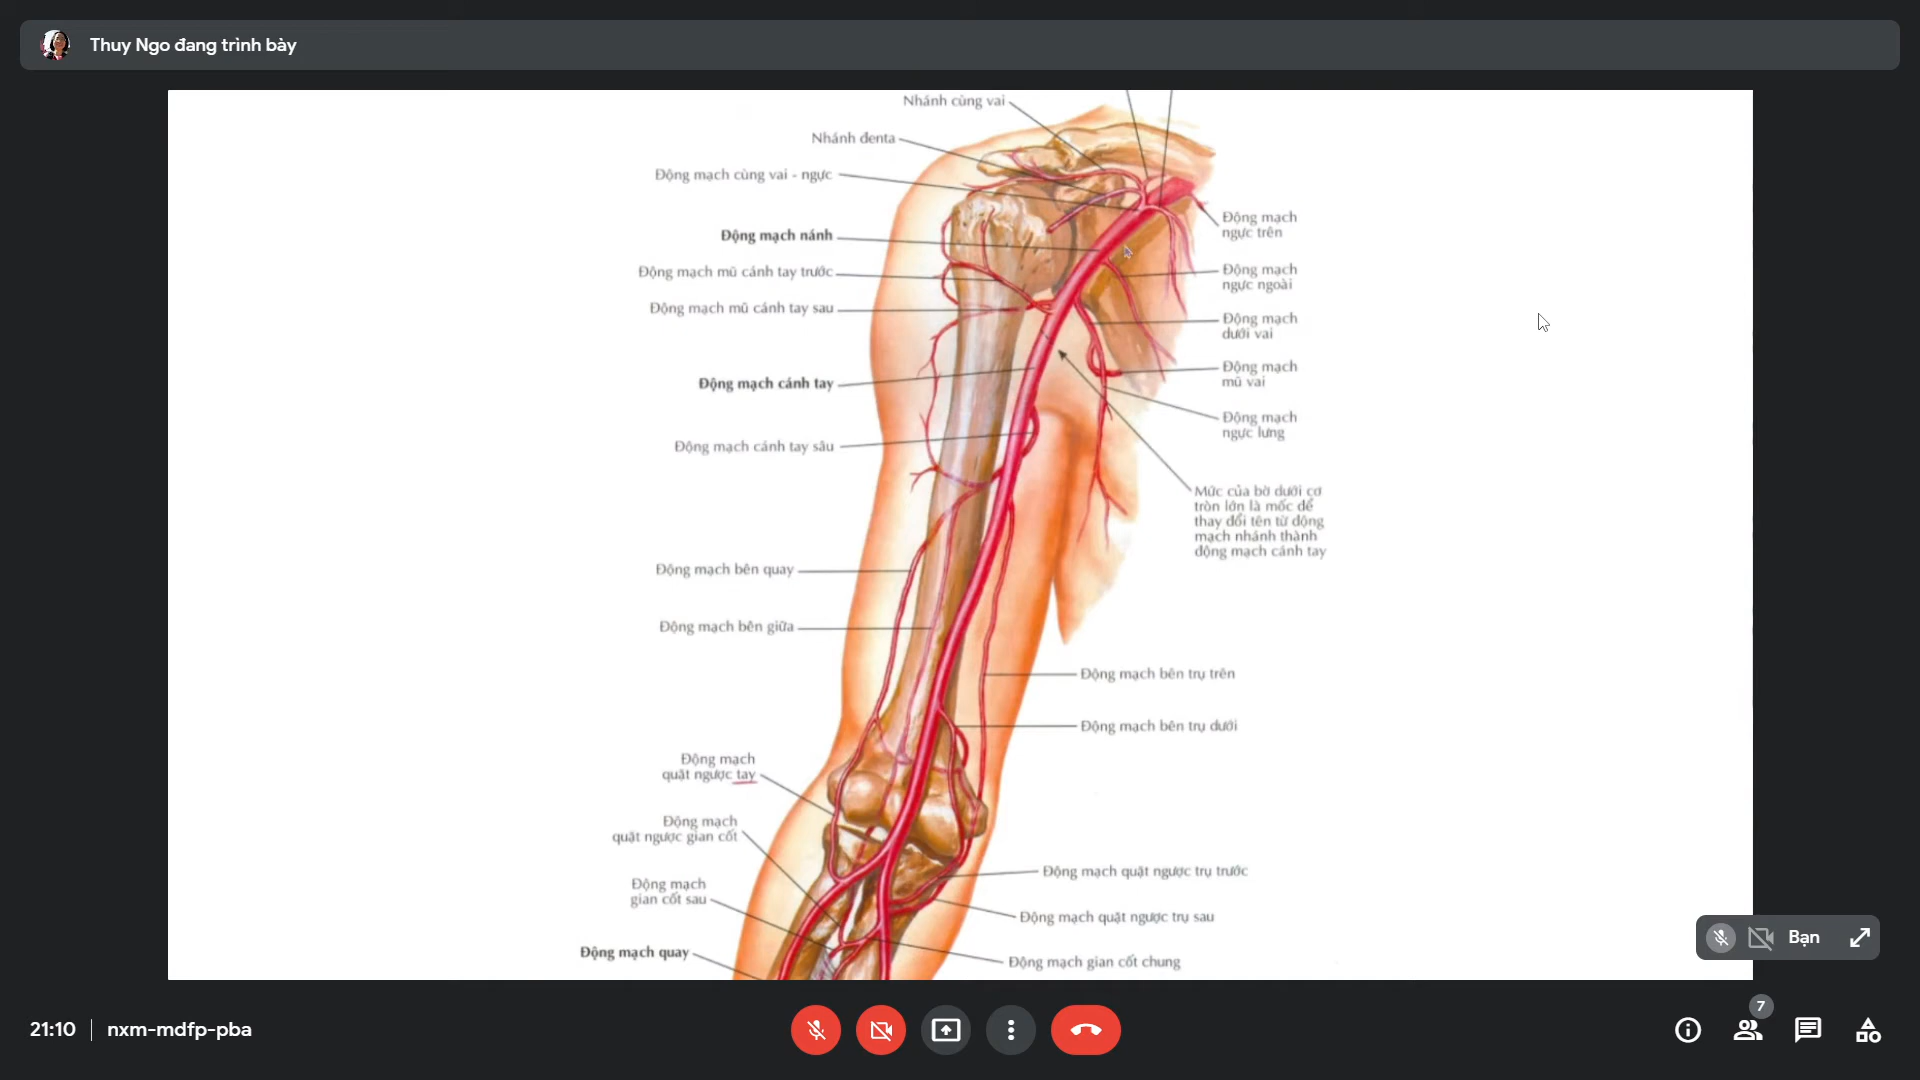 Thuy Ngo đang trình bày
Nhánh cùng vai
Nhánh denta
Động mạch cùng vai - ngực
Động mạch nánh
Động mạch mũ cánh tay trước
Động mạch mũ cánh tay sau
Động mạch cánh tay
Động mạch cánh tay sâu
Động mạch bên quay
Động mạch bên giữa
Động mạch
quặt ngược tay
Động mạch
quặt ngược gian cốt
Động mạch
gian cốt sau
Động mạch quay
Động mạch
ngực trên
Động mạch
ngực ngoài
Động mạch
dưới vai
Động mạch
mũ vai
Động mạch
ngực lưng
Mức của bờ dưới cơ
tròn lớn là mốc để
thay đổi tên từ động
mạch nhánh thành
động mạch cánh tay
Động mạch bên trụ trên
Động mạch bên trụ dưới
Động mạch quặt ngược trụ trước
Động mạch quặt ngược trụ sau
Động mạch gian cốt chung
Bạn
21:10
nxm-mdfp-pba
7